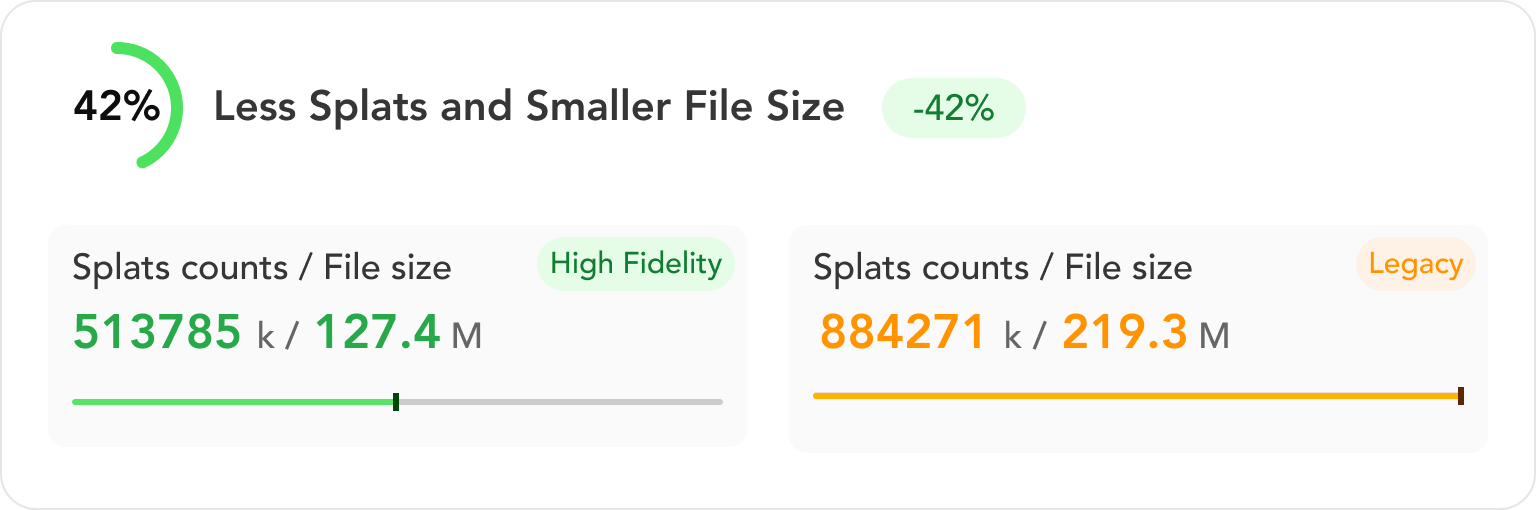 42% Less Splats and Smaller File Size -42%
Splats counts / File size High Fidelity
513785 k / 127.4 M
Splats counts / File size Legacy
884271 k / 219.3 M